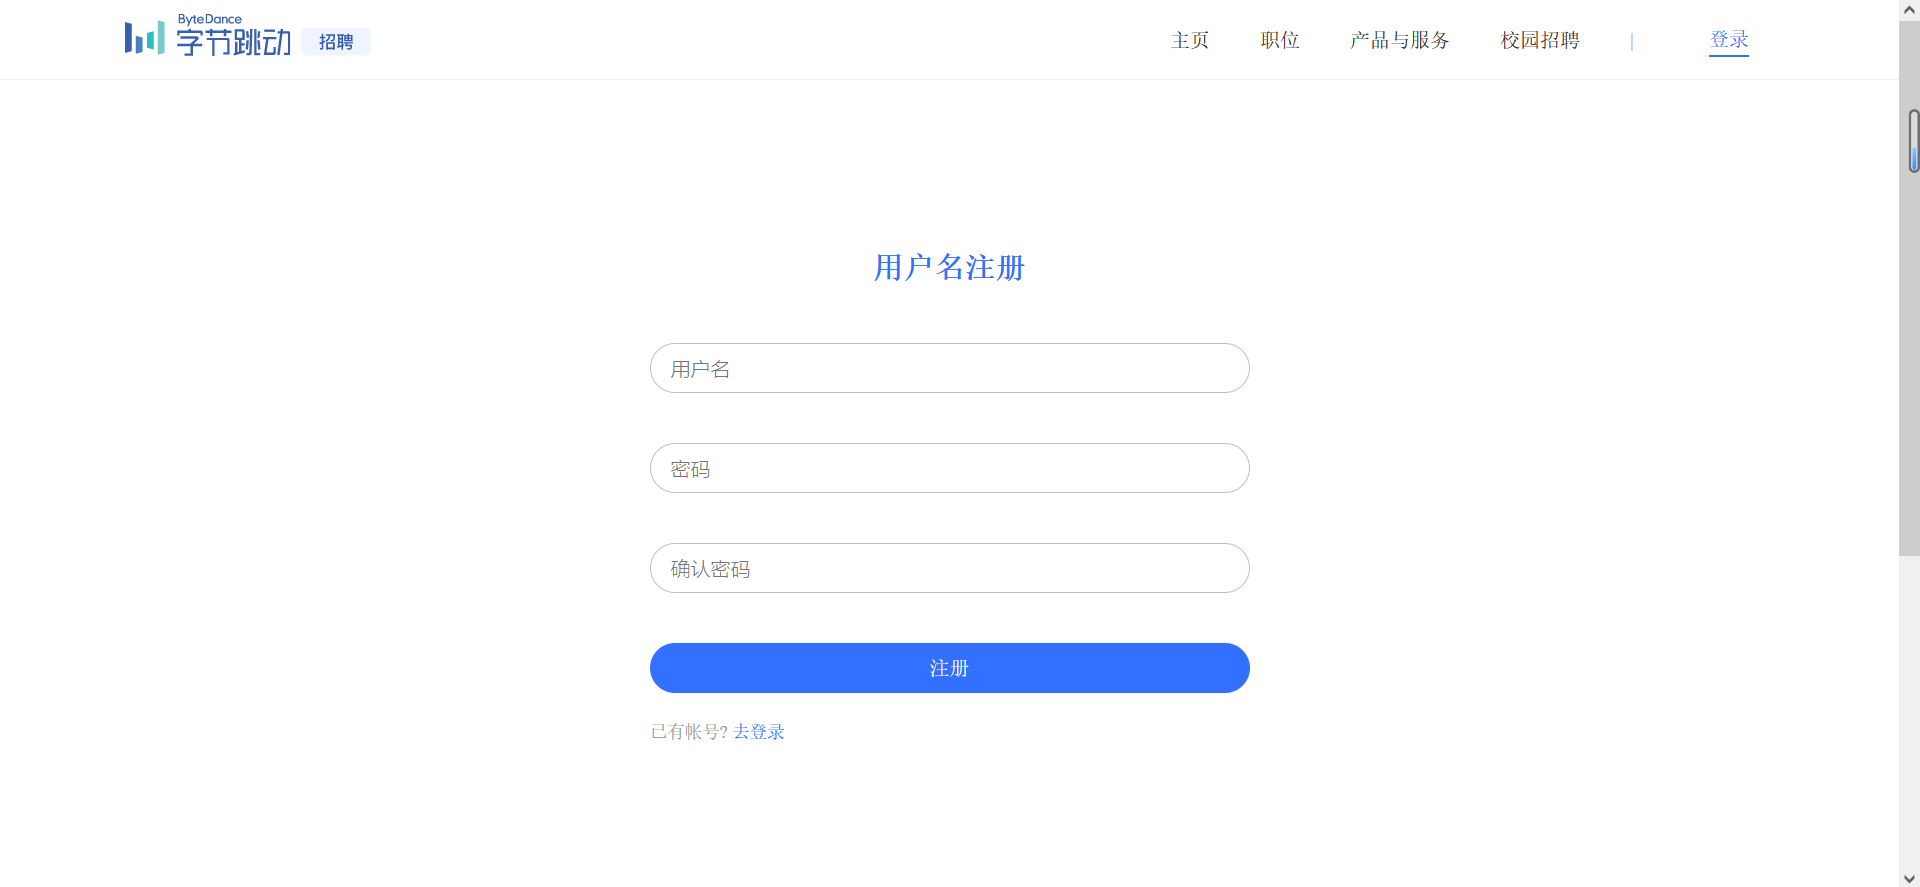 ByteDance
字节跳动 招聘
主页 职位 产品与服务 校园招聘 | 登录
用户名注册
用户名
密码
确认密码
注册
已有帐号? 去登录